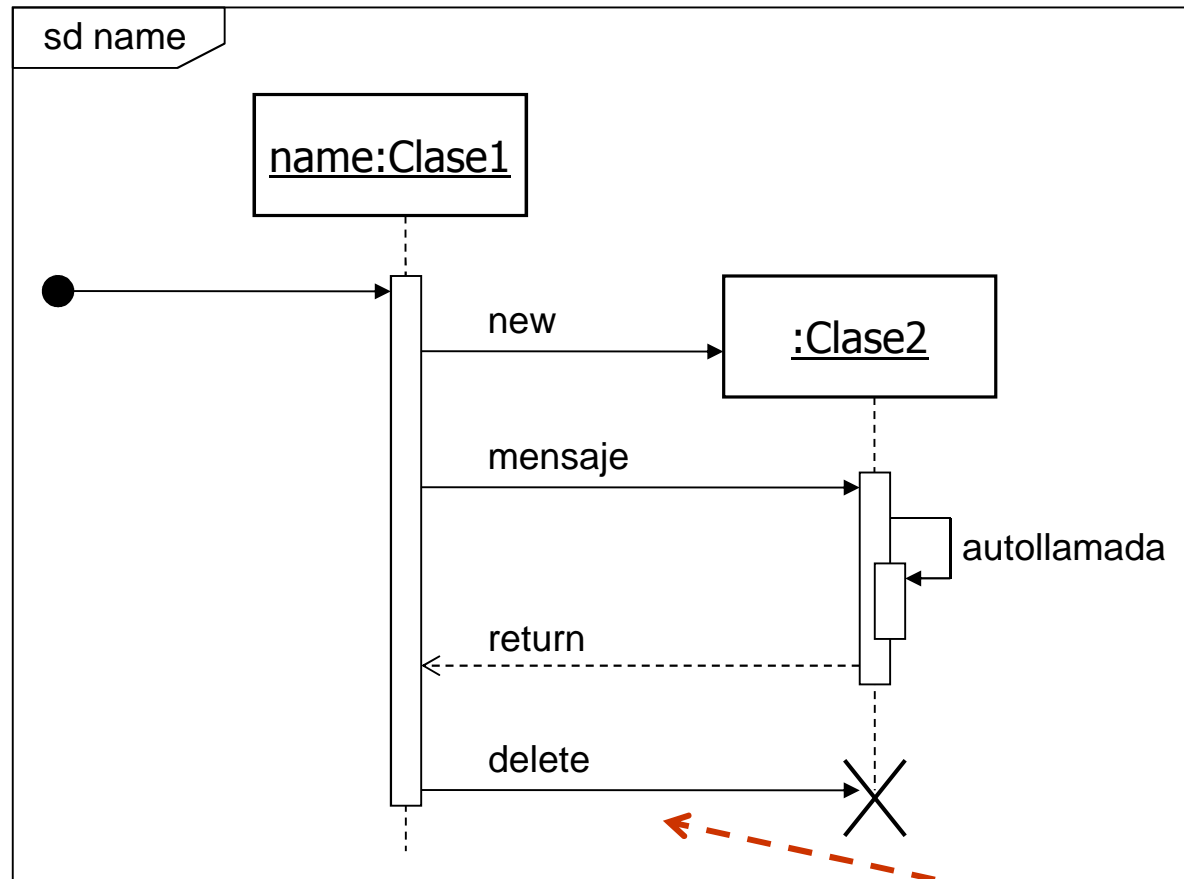 sd name
name:Clase1
new
:Clase2
mensaje
autollamada
return
delete